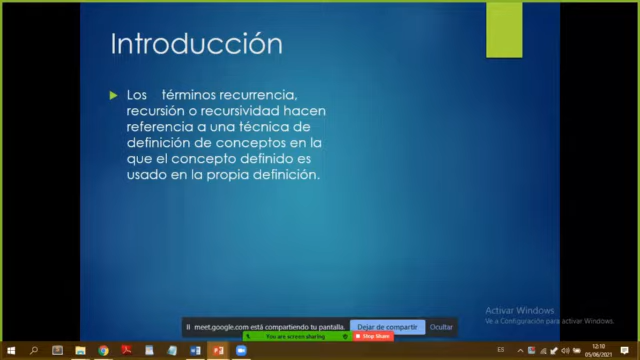 Introducción
Los términos recurrencia,
recursión o recursividad hacen
referencia a una técnica de
definición de conceptos en la
que el concepto definido es
usado en la propia definición.
Activar Windows
Ve a Configuración para activar Windows.
meet.google.com está compartiendo tu pantalla.
Dejar de compartir
Ocultar
You are screen sharing
Stop Share
ES
12:10
05/06/2021